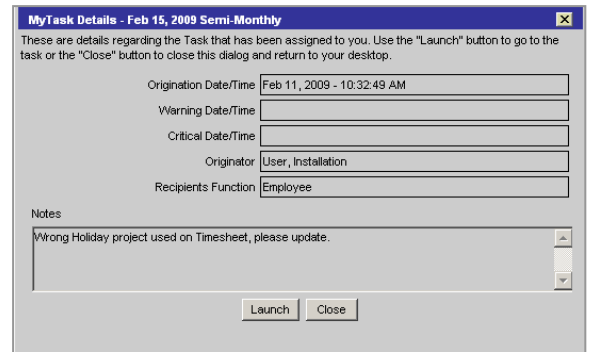 MyTask Details - Feb 15, 2009 Semi-Monthly
These are details regarding the Task that has been assigned to you. Use the "Launch" button to go to the
task or the "Close" button to close this dialog and return to your desktop.
Origination Date/Time Feb 11, 2009 - 10:32:49 AM
Warning Date/Time
Critical Date/Time
Originator User, Installation
Recipients Function Employee
Notes
Wrong Holiday project used on Timesheet, please update.
Launch Close